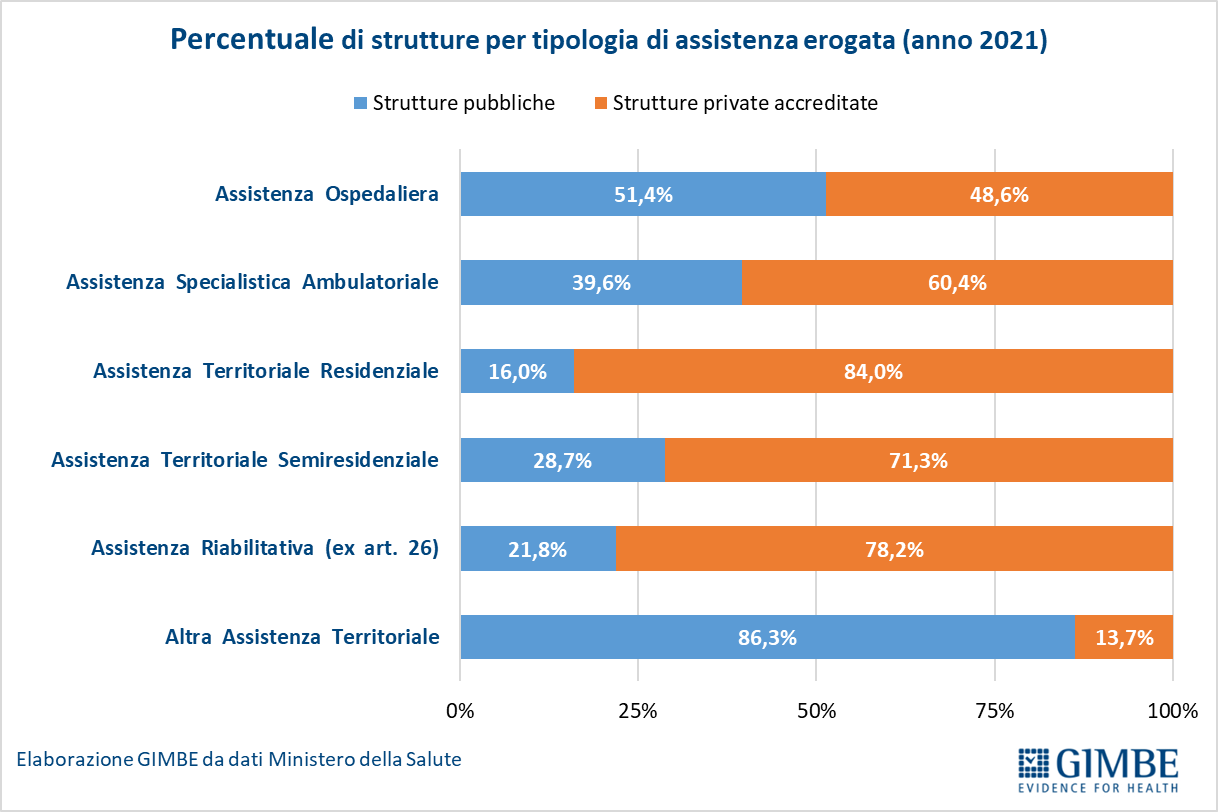 Percentuale di strutture per tipologia di assistenza erogata (anno 2021)
Strutture pubbliche Strutture private accreditate
Assistenza Ospedaliera 51,4% 48,6%
Assistenza Specialistica Ambulatoriale 39,6% 60,4%
Assistenza Territoriale Residenziale 16,0% 84,0%
Assistenza Territoriale Semiresidenziale 28,7% 71,3%
Assistenza Riabilitativa (ex art. 26) 21,8% 78,2%
Altra Assistenza Territoriale 86,3% 13,7%
0% 25% 50% 75% 100%
Elaborazione GIMBE da dati Ministero della Salute
GIMBE
EVIDENCE FOR HEALTH